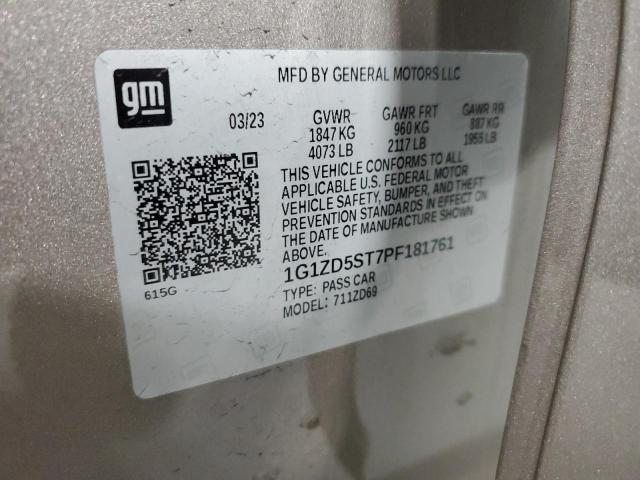 gm
MFD BY GENERAL MOTORS LLC
03/23 GVWR GAWR FRT GAWR RR
1847 KG 960 KG 887 KG
4073 LB 2117 LB 1955 LB
THIS VEHICLE CONFORMS TO ALL
APPLICABLE U.S. FEDERAL MOTOR
VEHICLE SAFETY, BUMPER, AND THEFT
PREVENTION STANDARDS IN EFFECT ON
THE DATE OF MANUFACTURE SHOWN
ABOVE.
1G1ZD5ST7PF181761
TYPE: PASS CAR
MODEL: 711ZD69
615G